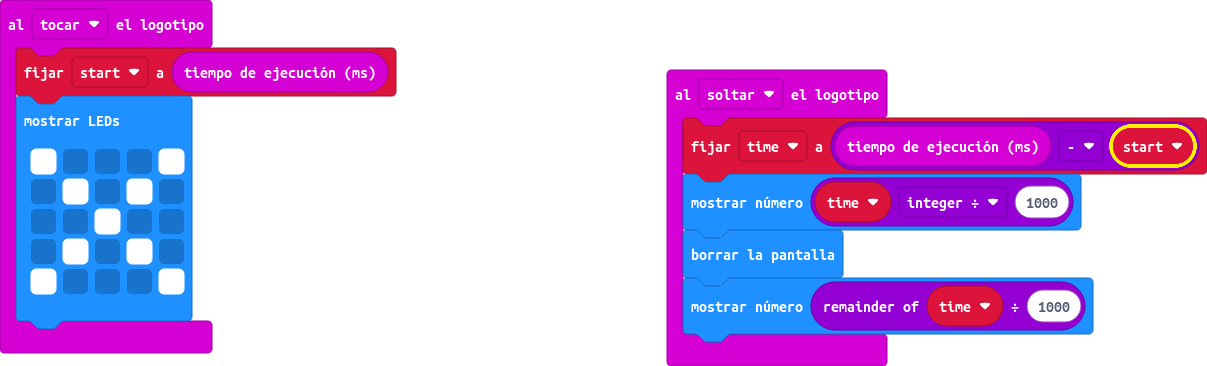 al tocar el logotipo
fijar start a tiempo de ejecución (ms)
mostrar LEDs
al soltar el logotipo
fijar time a tiempo de ejecución (ms) - start
mostrar número time integer ÷ 1000
borrar la pantalla
mostrar número remainder of time ÷ 1000